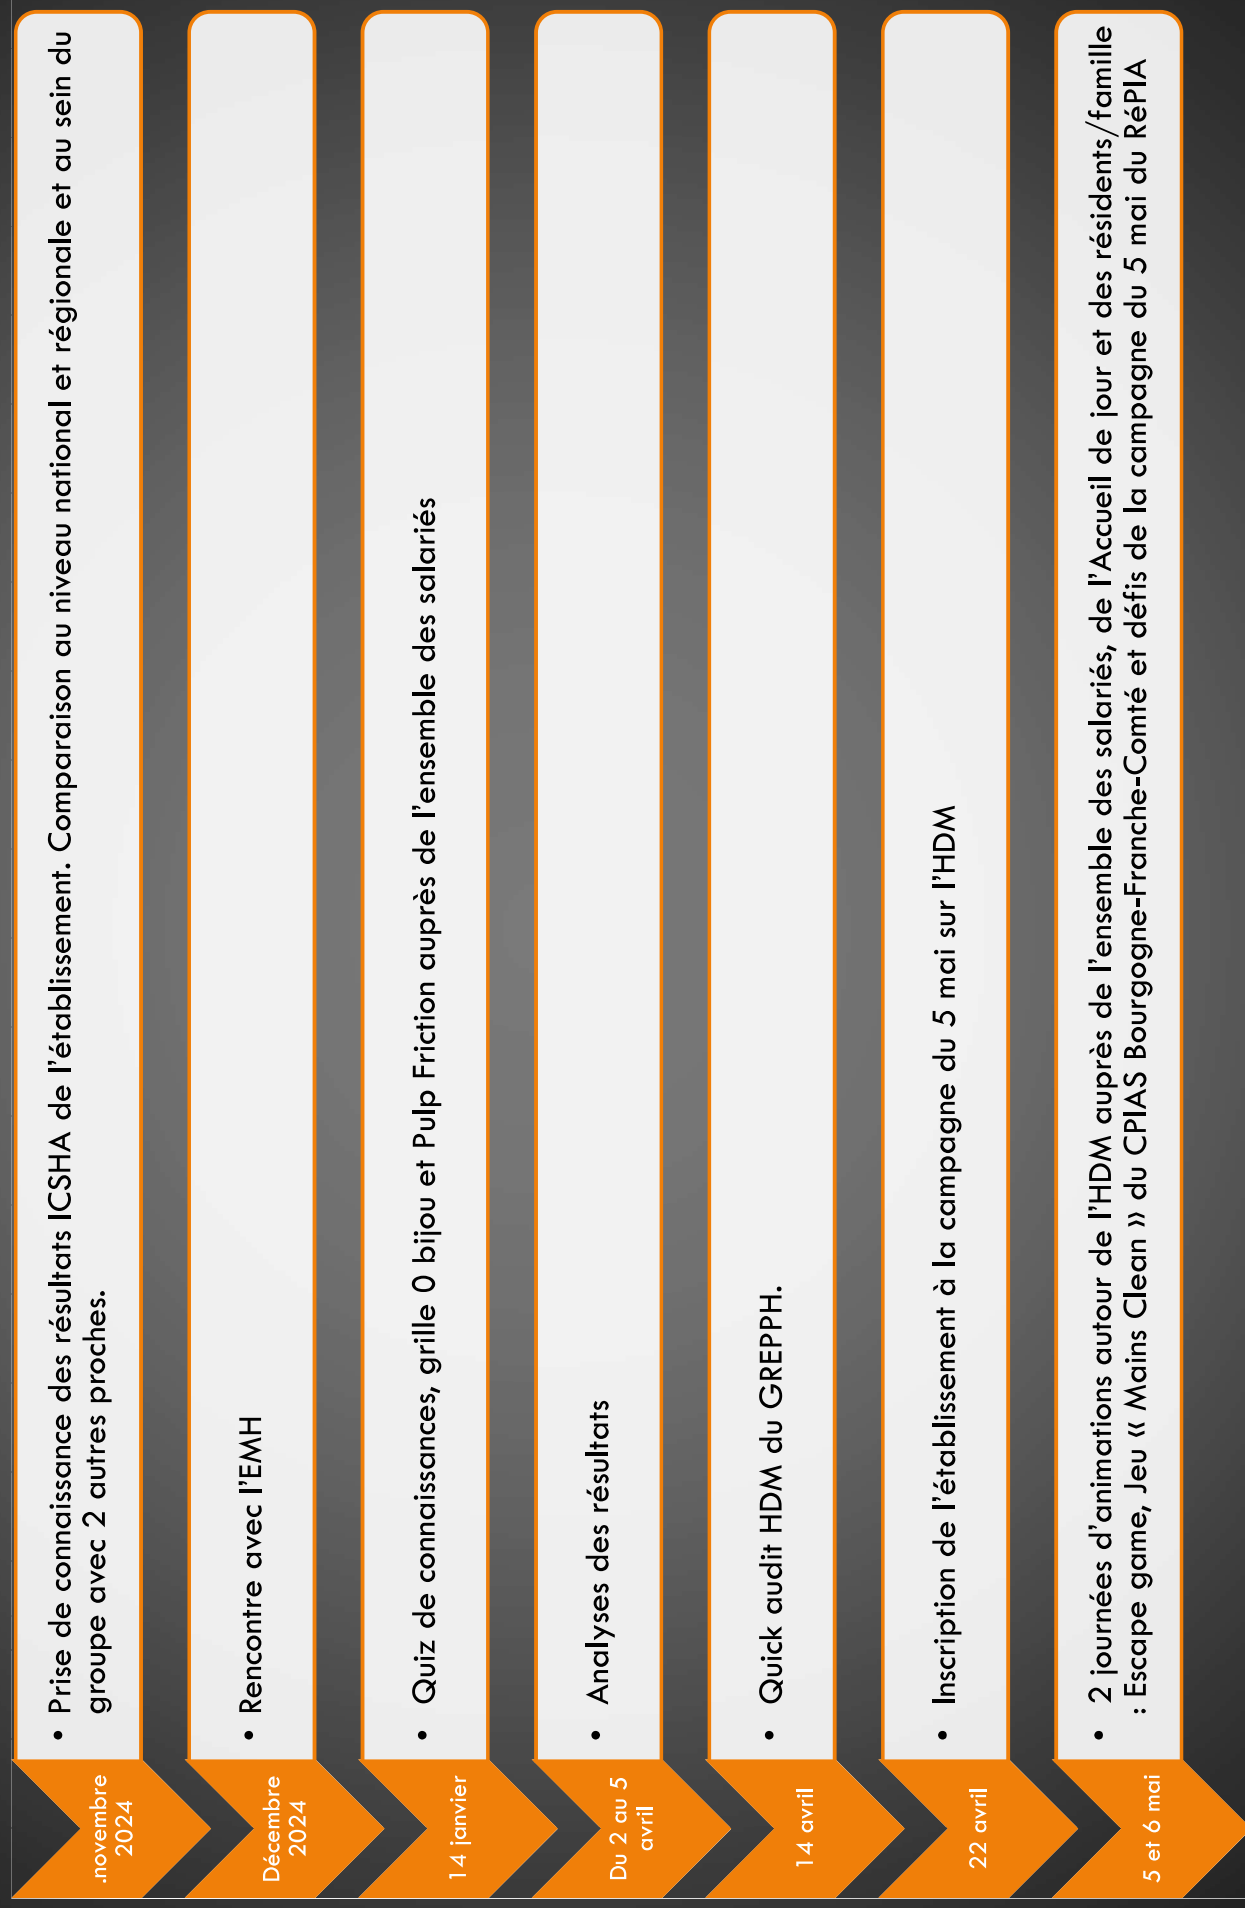 .novembre
2024
• Prise de connaissance des résultats ICSHA de l'établissement. Comparaison au niveau national et régionale et au sein du
groupe avec 2 autres proches.
Décembre
2024
• Rencontre avec l'EMH
14 janvier
• Quiz de connaissances, grille 0 bijou et Pulp Friction auprès de l'ensemble des salariés
Du 2 au 5
avril
• Analyses des résultats
14 avril
• Quick audit HDM du GREPPH.
22 avril
• Inscription de l'établissement à la campagne du 5 mai sur l'HDM
5 et 6 mai
• 2 journées d'animations autour de l'HDM auprès de l'ensemble des salariés, de l'Accueil de jour et des résidents/famille
: Escape game, Jeu « Mains Clean » du CPIAS Bourgogne-Franche-Comté et défis de la campagne du 5 mai du RéPIA